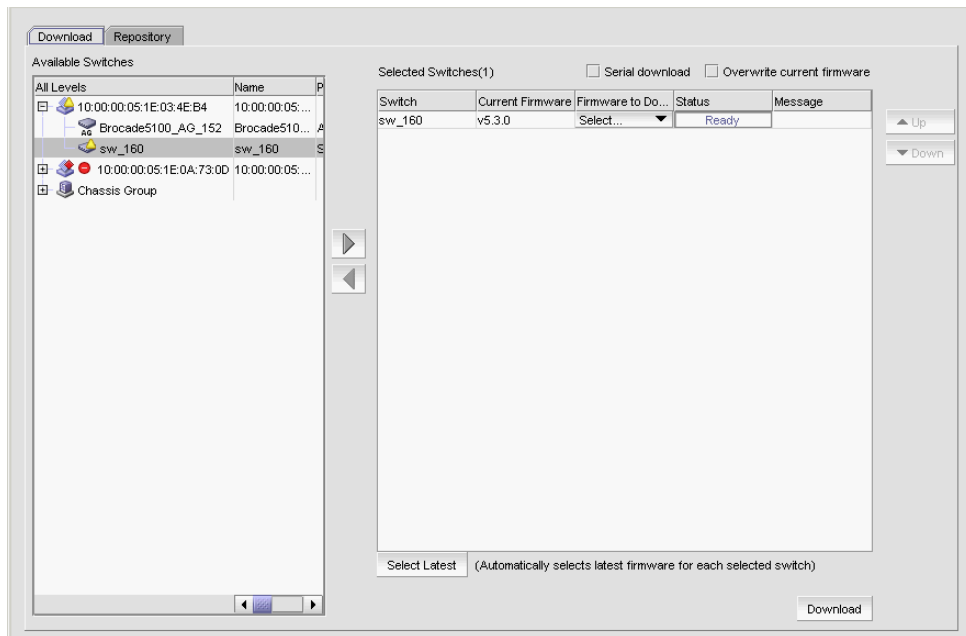 Download Repository
Available Switches
All Levels Name P
10:00:00:05:1E:03:4E:B4 10:00:00:05:...
AG Brocade5100_AG_152 Brocade510... A
sw_160 sw_160 S
10:00:00:05:1E:0A:73:0D 10:00:00:05:...
Chassis Group
Selected Switches(1) Serial download Overwrite current firmware
Switch Current Firmware Firmware to Do... Status Message
sw_160 v5.3.0 Select... Ready
Up
Down
Select Latest (Automatically selects latest firmware for each selected switch)
Download